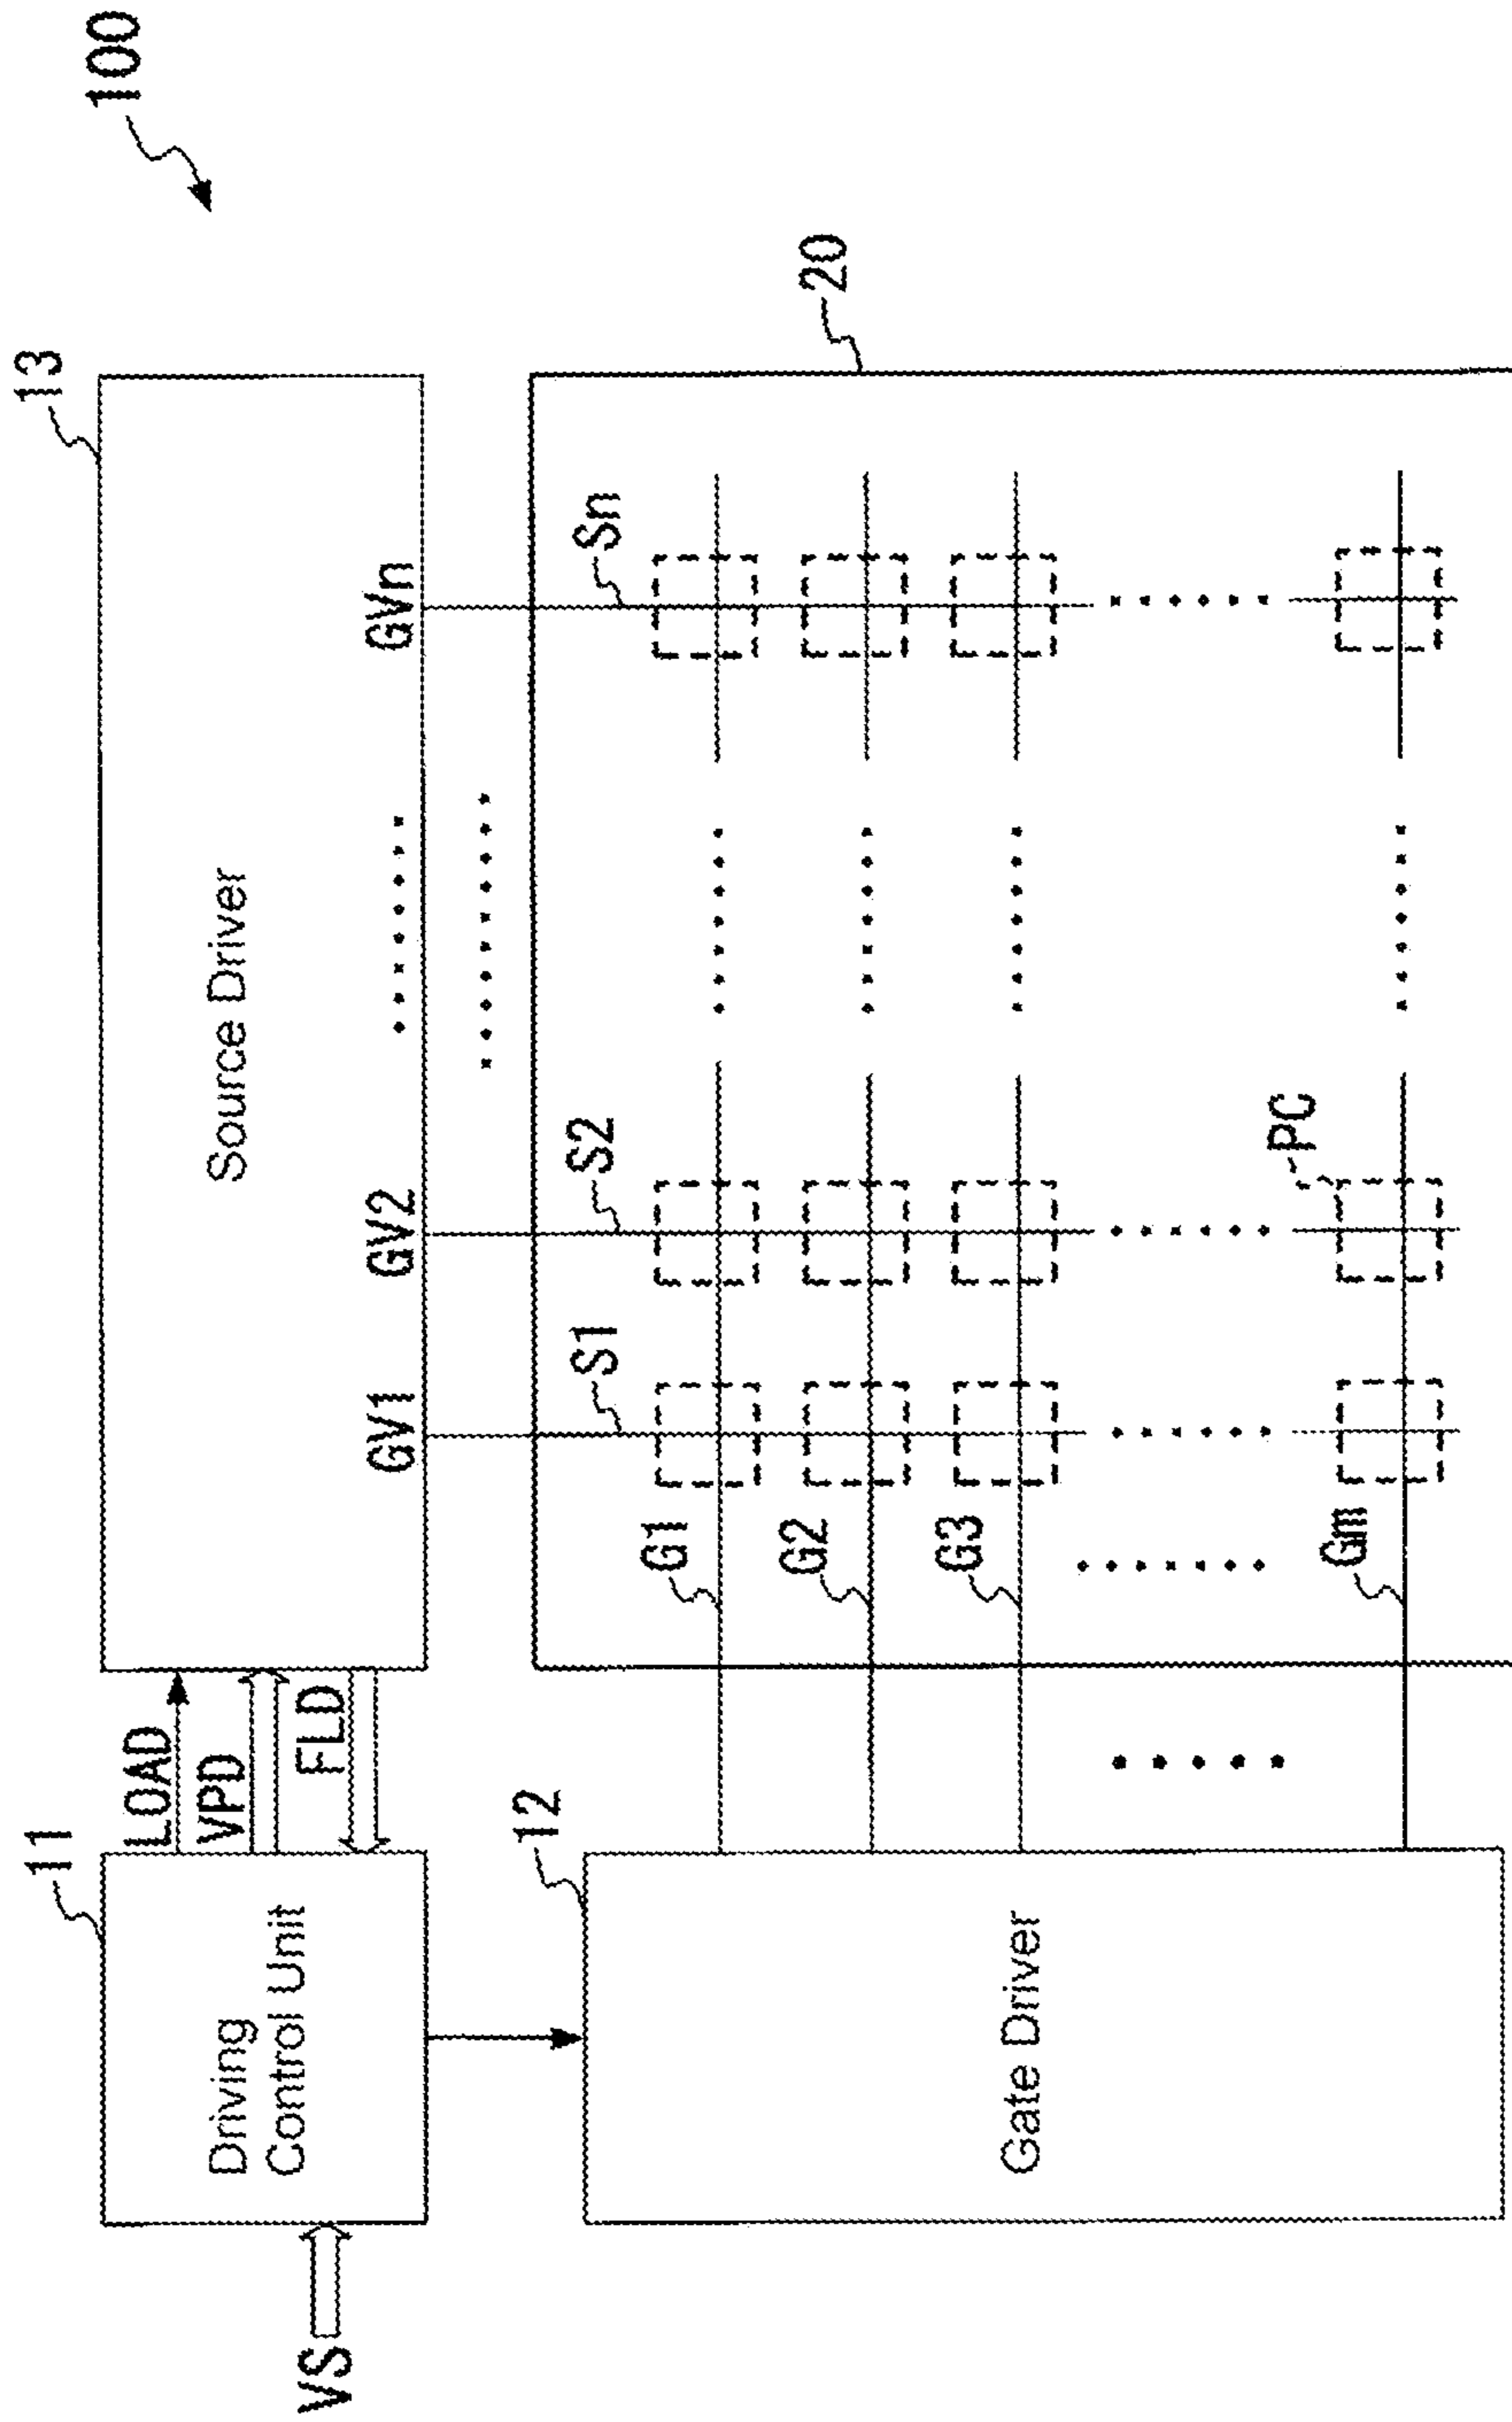 100
11
13
LOAD
VPD
FLD
VS
Driving
Control Unit
Source Driver
GV1
GV2
GVn
12
20
S1
S2
Sn
G1
G2
G3
Gm
PC
Gate Driver